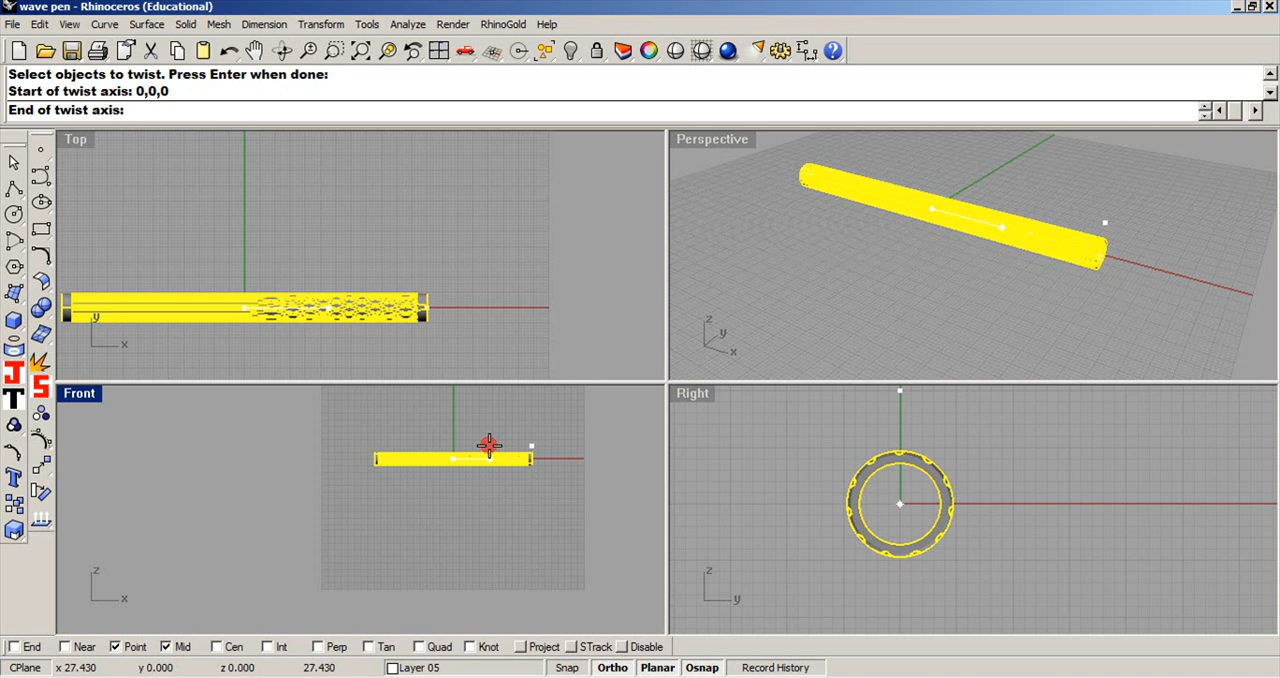 wave pen - Rhinoceros (Educational)
File Edit View Curve Surface Solid Mesh Dimension Transform Tools Analyze Render RhinoGold Help
Select objects to twist. Press Enter when done:
Start of twist axis: 0,0,0
End of twist axis:
Top
Perspective
y
x
z
y
x
J
S
T
Front
Right
z
x
z
y
End Near Point Mid Cen Int Perp Tan Quad Knot Project STrack Disable
CPlane x 27.430 y 0.000 z 0.000 27.430 Layer 05 Snap Ortho Planar Osnap Record History